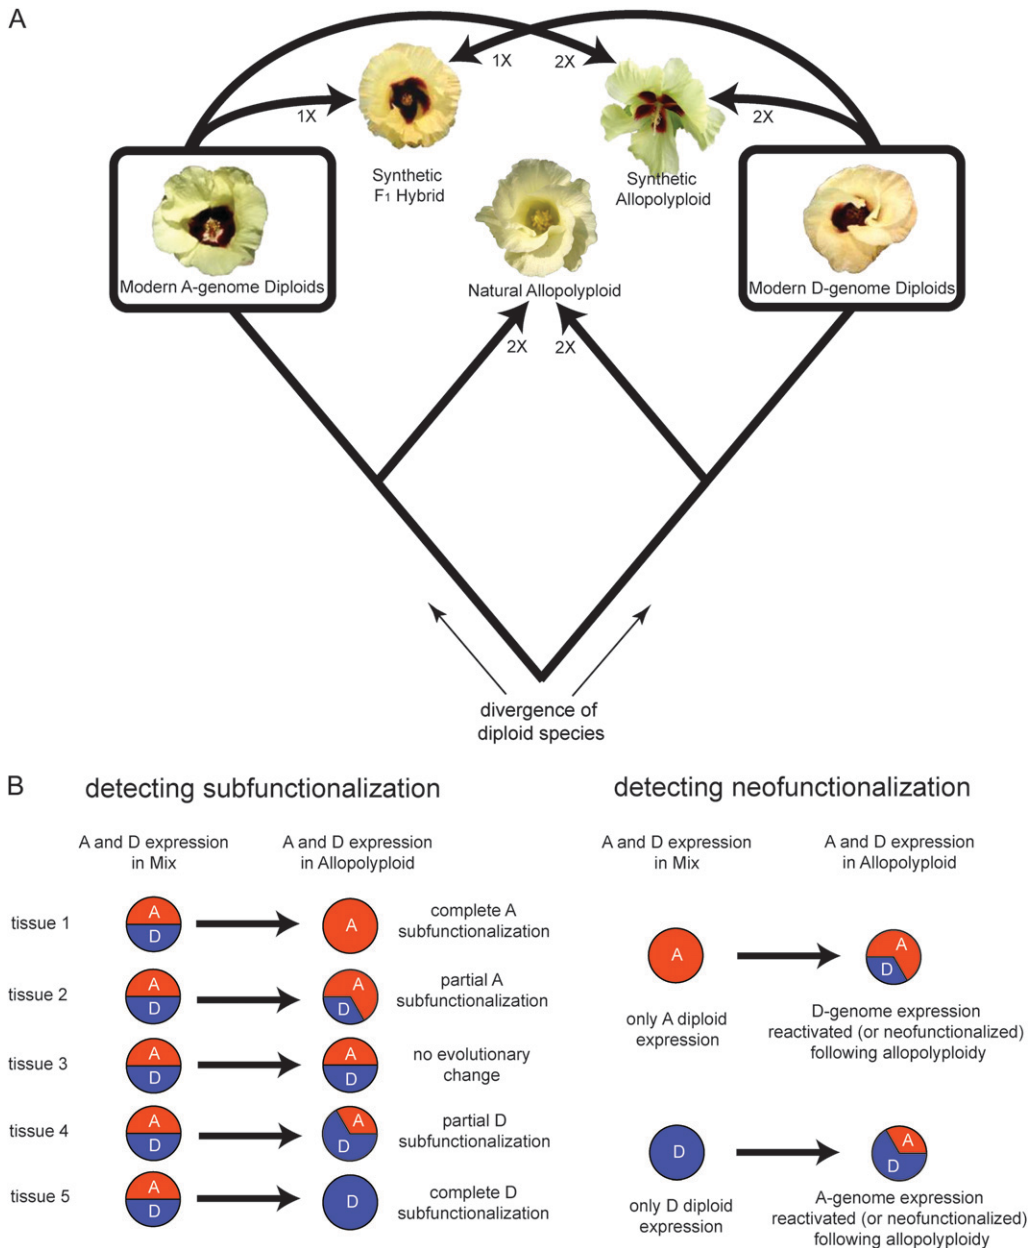 A
1X
2X
1X
2X
Synthetic
F1 Hybrid
Synthetic
Allopolyploid
Modern A-genome Diploids
Natural Allopolyploid
Modern D-genome Diploids
2X
2X
divergence of
diploid species
B
detecting subfunctionalization
A and D expression
in Mix
A and D expression
in Allopolyploid
tissue 1
A
D
A
complete A
subfunctionalization
tissue 2
A
D
A
D
partial A
subfunctionalization
tissue 3
A
D
A
D
no evolutionary
change
tissue 4
A
D
A
D
partial D
subfunctionalization
tissue 5
A
D
D
complete D
subfunctionalization
detecting neofunctionalization
A and D expression
in Mix
A and D expression
in Allopolyploid
A
A
D
only A diploid
expression
D-genome expression
reactivated (or neofunctionalized)
following allopolyploidy
D
A
D
only D diploid
expression
A-genome expression
reactivated (or neofunctionalized)
following allopolyploidy